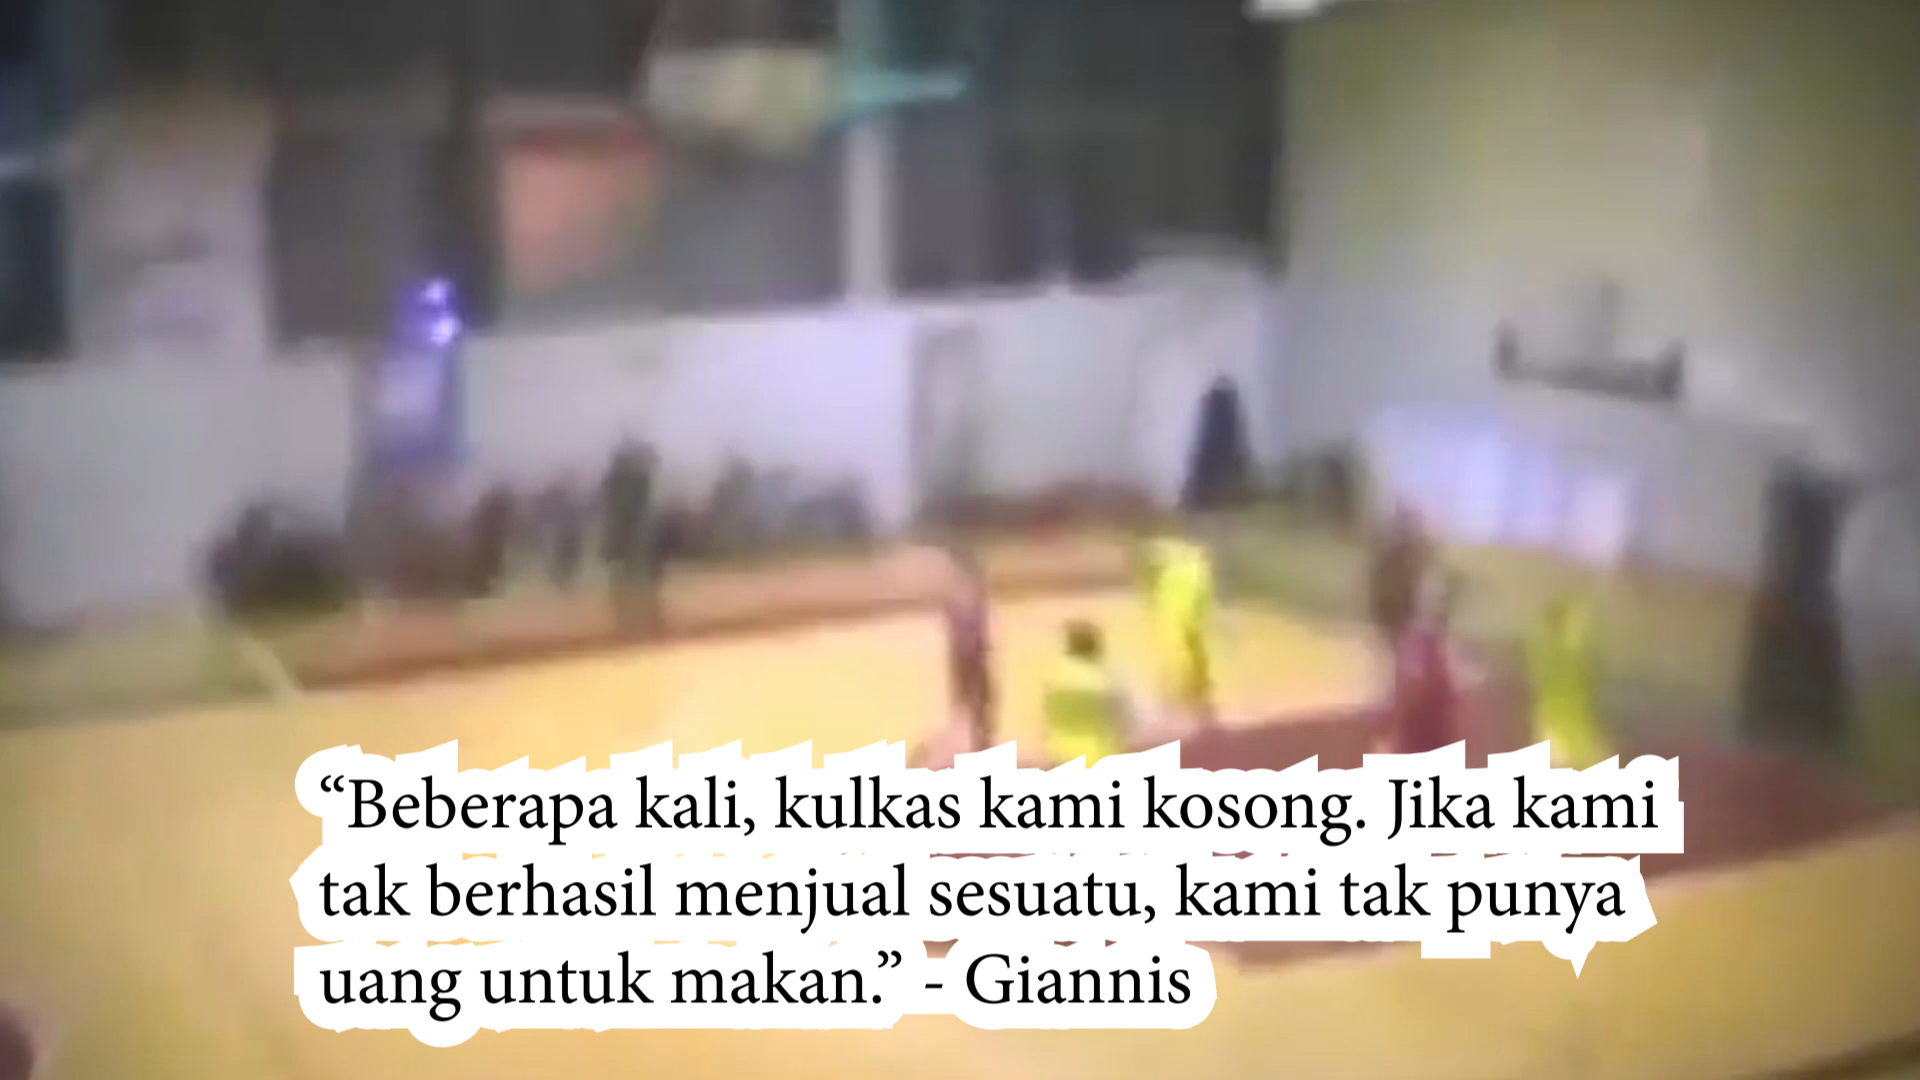 “Beberapa kali, kulkas kami kosong. Jika kami
tak berhasil menjual sesuatu, kami tak punya
uang untuk makan.” - Giannis